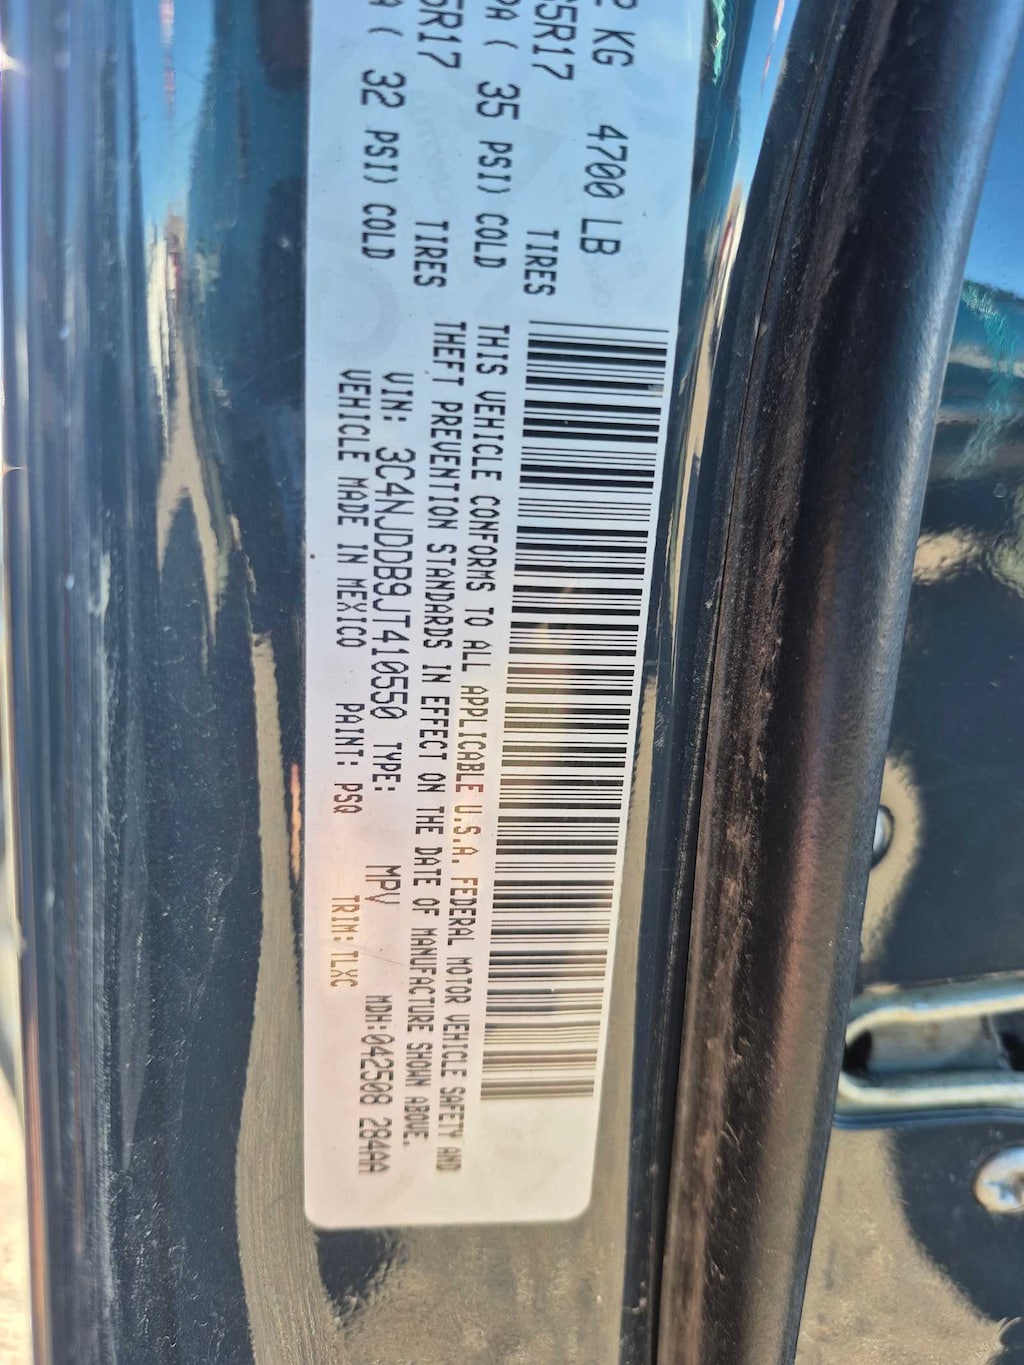 2 KG 4700 LB
5R17 TIRES
PA ( 35 PSI) COLD
5R17 TIRES
A ( 32 PSI) COLD
THIS VEHICLE CONFORMS TO ALL APPLICABLE U.S.A. FEDERAL MOTOR VEHICLE SAFETY AND
THEFT PREVENTION STANDARDS IN EFFECT ON THE DATE OF MANUFACTURE SHOWN ABOVE.
VIN: 3C4NJDDB9JT410550 TYPE: MPV MDH:042508 284AA
VEHICLE MADE IN MEXICO PAINT: PSQ TRIM: TLXC